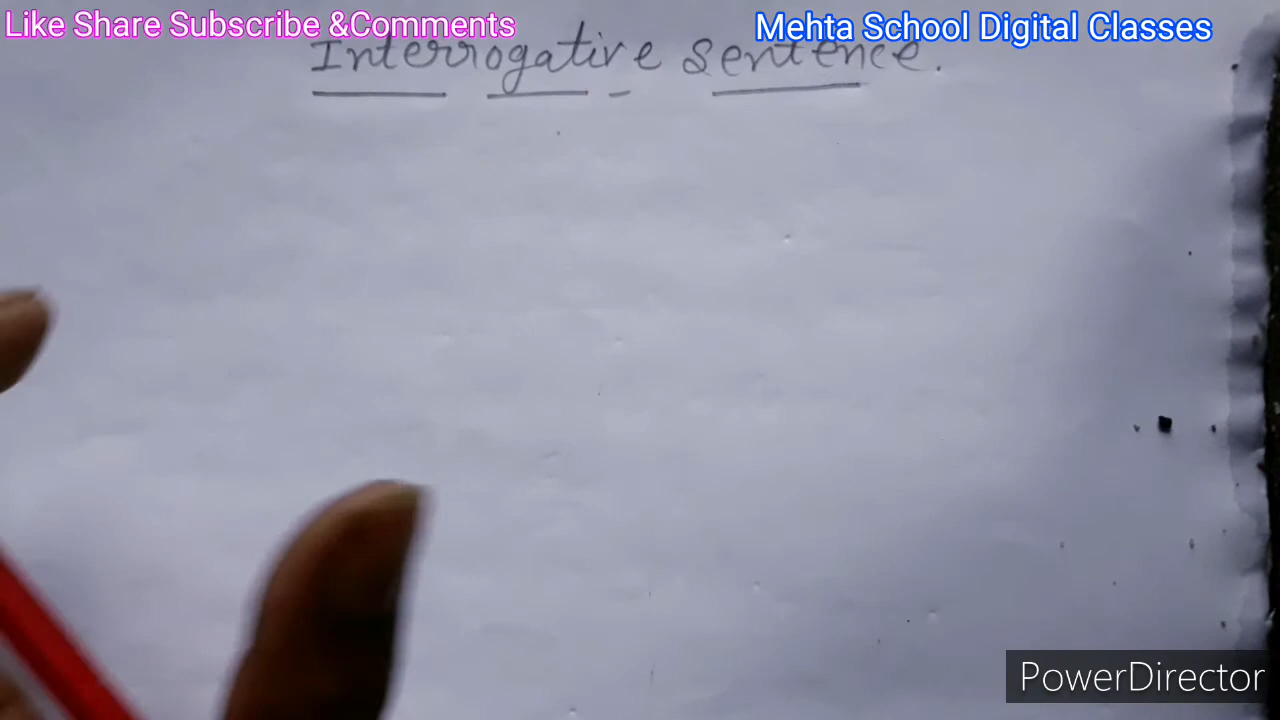 Like Share Subscribe &Comments
Mehta School Digital Classes
Interrogative sentence.
PowerDirector